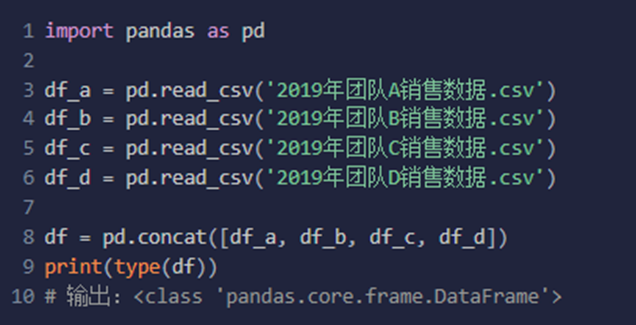 1 import pandas as pd
2
3 df_a = pd.read_csv('2019年团队A销售数据.csv')
4 df_b = pd.read_csv('2019年团队B销售数据.csv')
5 df_c = pd.read_csv('2019年团队C销售数据.csv')
6 df_d = pd.read_csv('2019年团队D销售数据.csv')
7
8 df = pd.concat([df_a, df_b, df_c, df_d])
9 print(type(df))
10 # 输出：<class 'pandas.core.frame.DataFrame'>